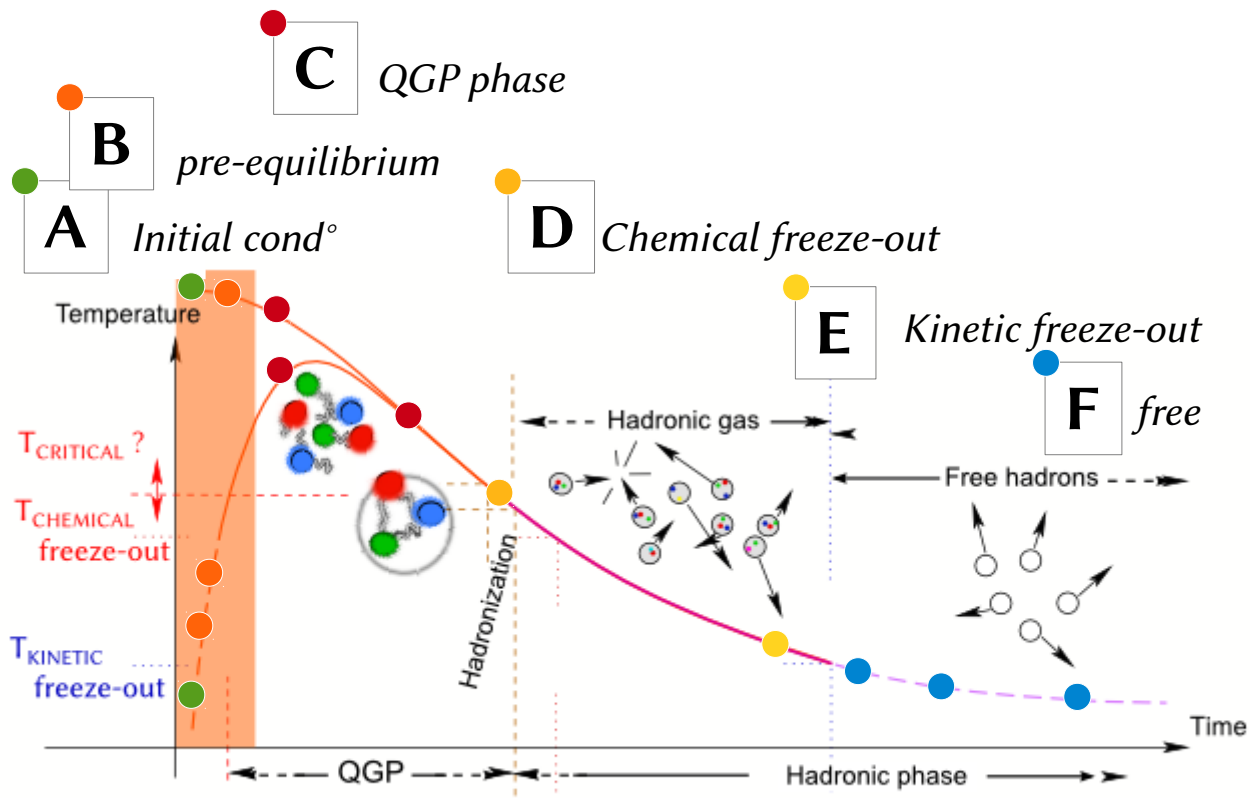 C
QGP phase
B
pre-equilibrium
A
Initial cond°
D
Chemical freeze-out
E
Kinetic freeze-out
F
free
Temperature
Hadronic gas
TCRITICAL ?
Free hadrons
TCHEMICAL
freeze-out
Hadronization
TKINETIC
freeze-out
Time
QGP
Hadronic phase